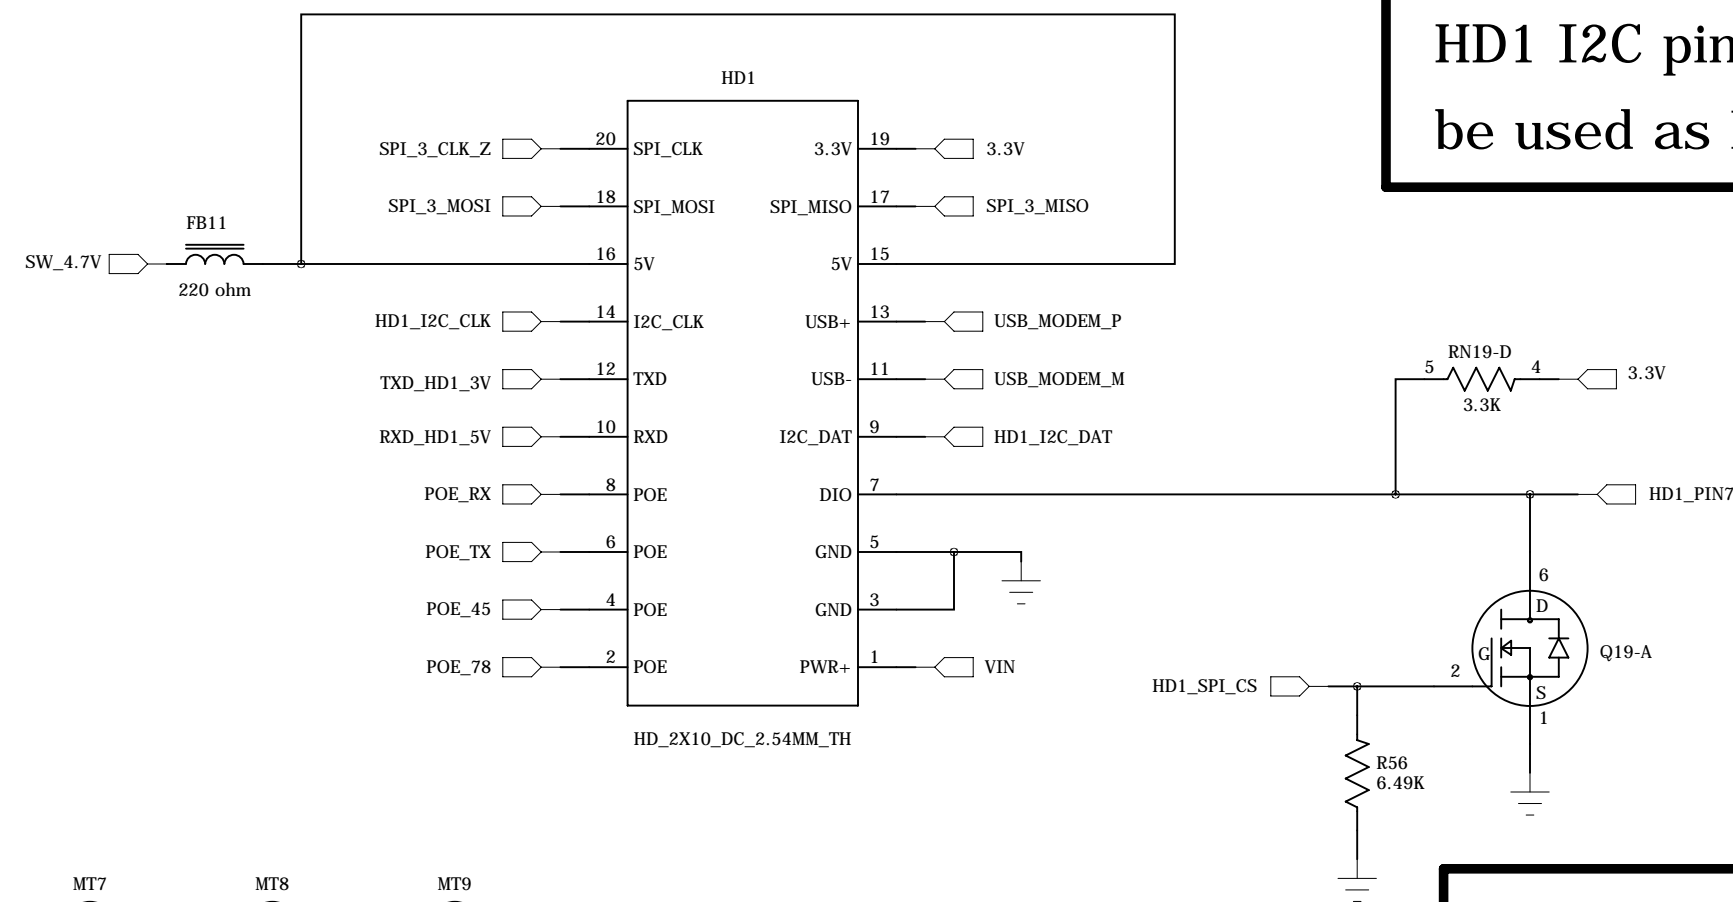 HD1 I2C pin
be used as
HD1
SPI_3_CLK_Z 20 SPI_CLK 3.3V 19 3.3V
SPI_3_MOSI 18 SPI_MOSI SPI_MISO 17 SPI_3_MISO
FB11
SW_4.7V 16 5V 5V 15
220 ohm
HD1_I2C_CLK 14 I2C_CLK USB+ 13 USB_MODEM_P
RN19-D
TXD_HD1_3V 12 TXD USB- 11 USB_MODEM_M 5 4 3.3V
3.3K
RXD_HD1_5V 10 RXD I2C_DAT 9 HD1_I2C_DAT
POE_RX 8 POE DIO 7 HD1_PIN7
POE_TX 6 POE GND 5
6
POE_45 4 POE GND 3 D
POE_78 2 POE PWR+ 1 VIN G Q19-A
HD1_SPI_CS 2 S
1
HD_2X10_DC_2.54MM_TH
R56
6.49K
MT7 MT8 MT9